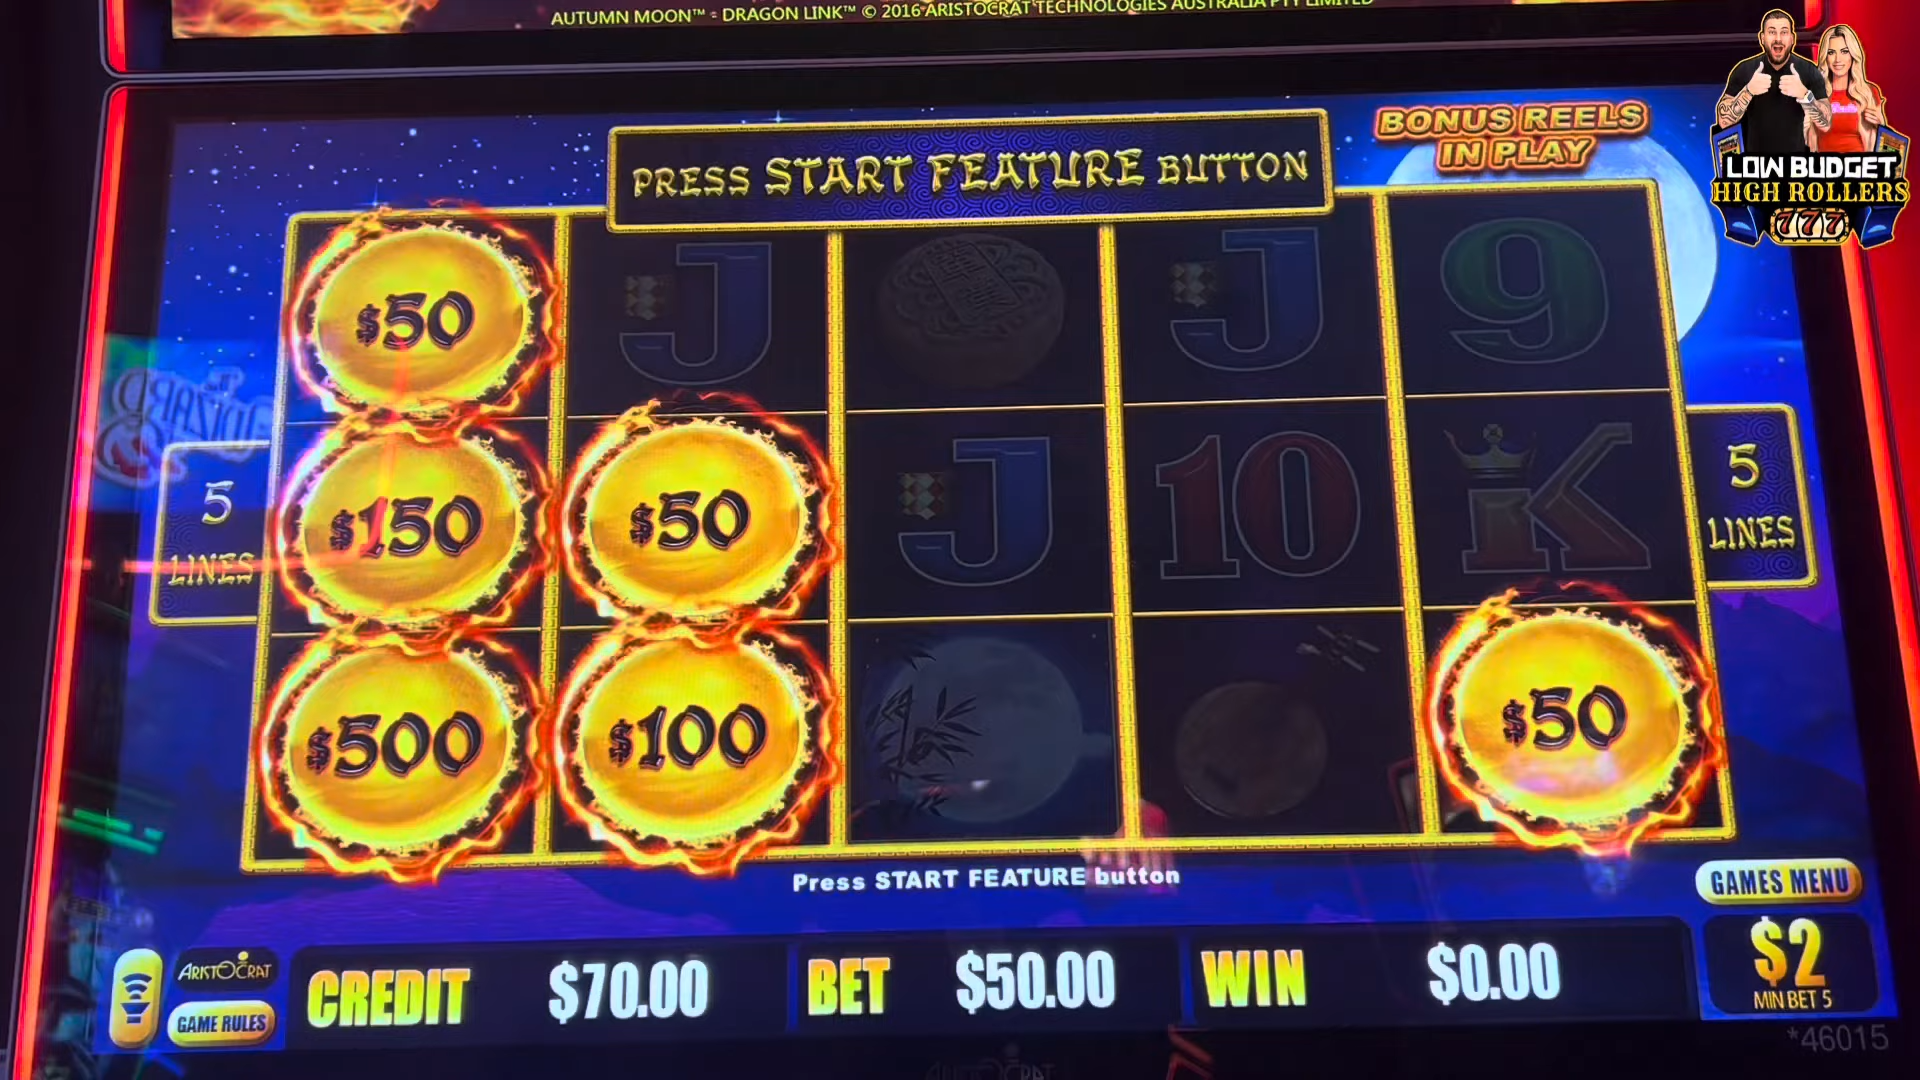 AUTUMN MOON™ - DRAGON LINK™ © 2016 ARISTOCRAT TECHNOLOGIES AUSTRALIA PTY LIMITED
PRESS START FEATURE BUTTON
BONUS REELS
IN PLAY
LOW BUDGET
HIGH ROLLERS
777
$50
J
J
9
5
LINES
$150
$50
J
10
K
5
LINES
$500
$100
$50
Press START FEATURE button
GAMES MENU
ARISTOCRAT
GAME RULES
CREDIT $70.00
BET $50.00
WIN $0.00
$2
MIN BET 5
*46015